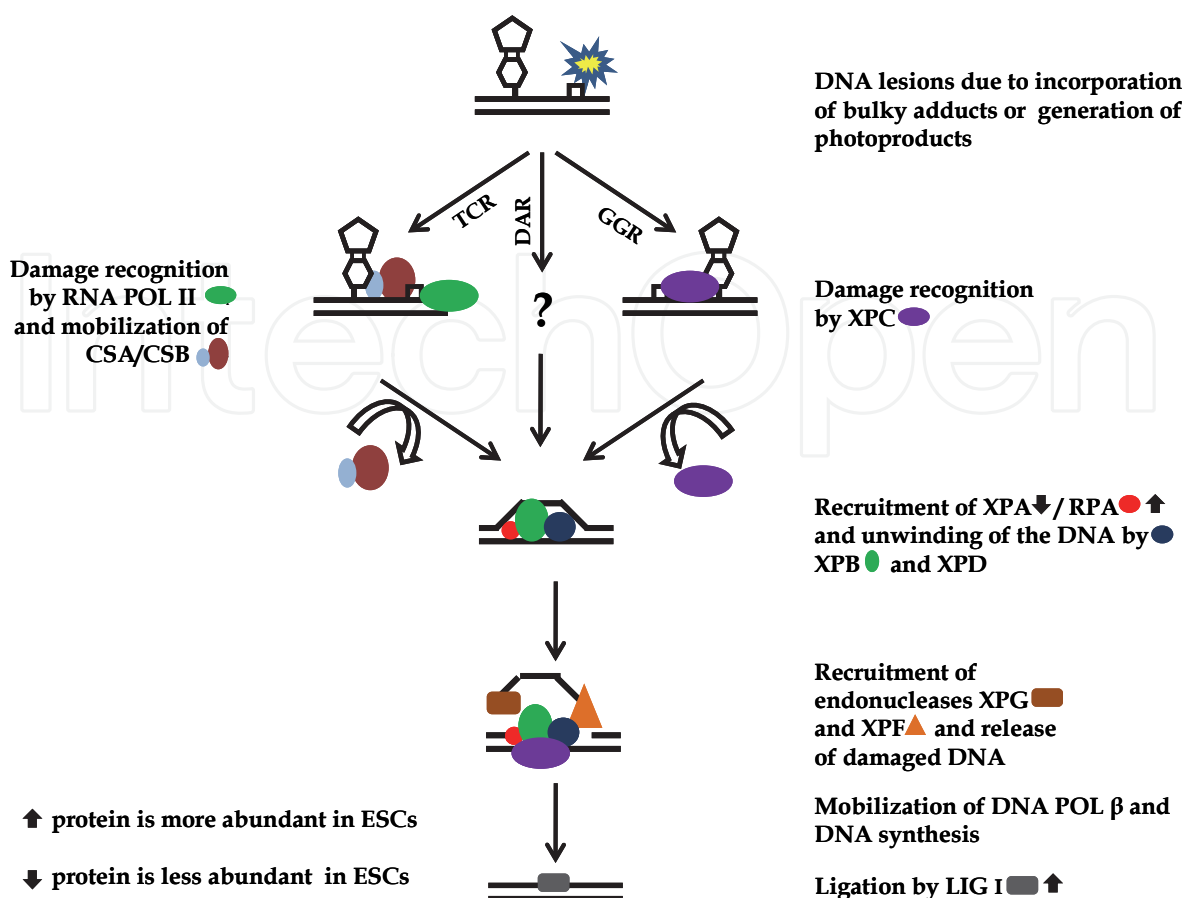 DNA lesions due to incorporation
of bulky adducts or generation of
photoproducts
TCR
DAR
GGR
Damage recognition
by RNA POL II
and mobilization of
CSA/CSB
?
Damage recognition
by XPC
IntechOpen
Recruitment of XPA / RPA
and unwinding of the DNA by
XPB and XPD
Recruitment of
endonucleases XPG
and XPF and release
of damaged DNA
Mobilization of DNA POL β and
DNA synthesis
Ligation by LIG I
protein is more abundant in ESCs
protein is less abundant in ESCs